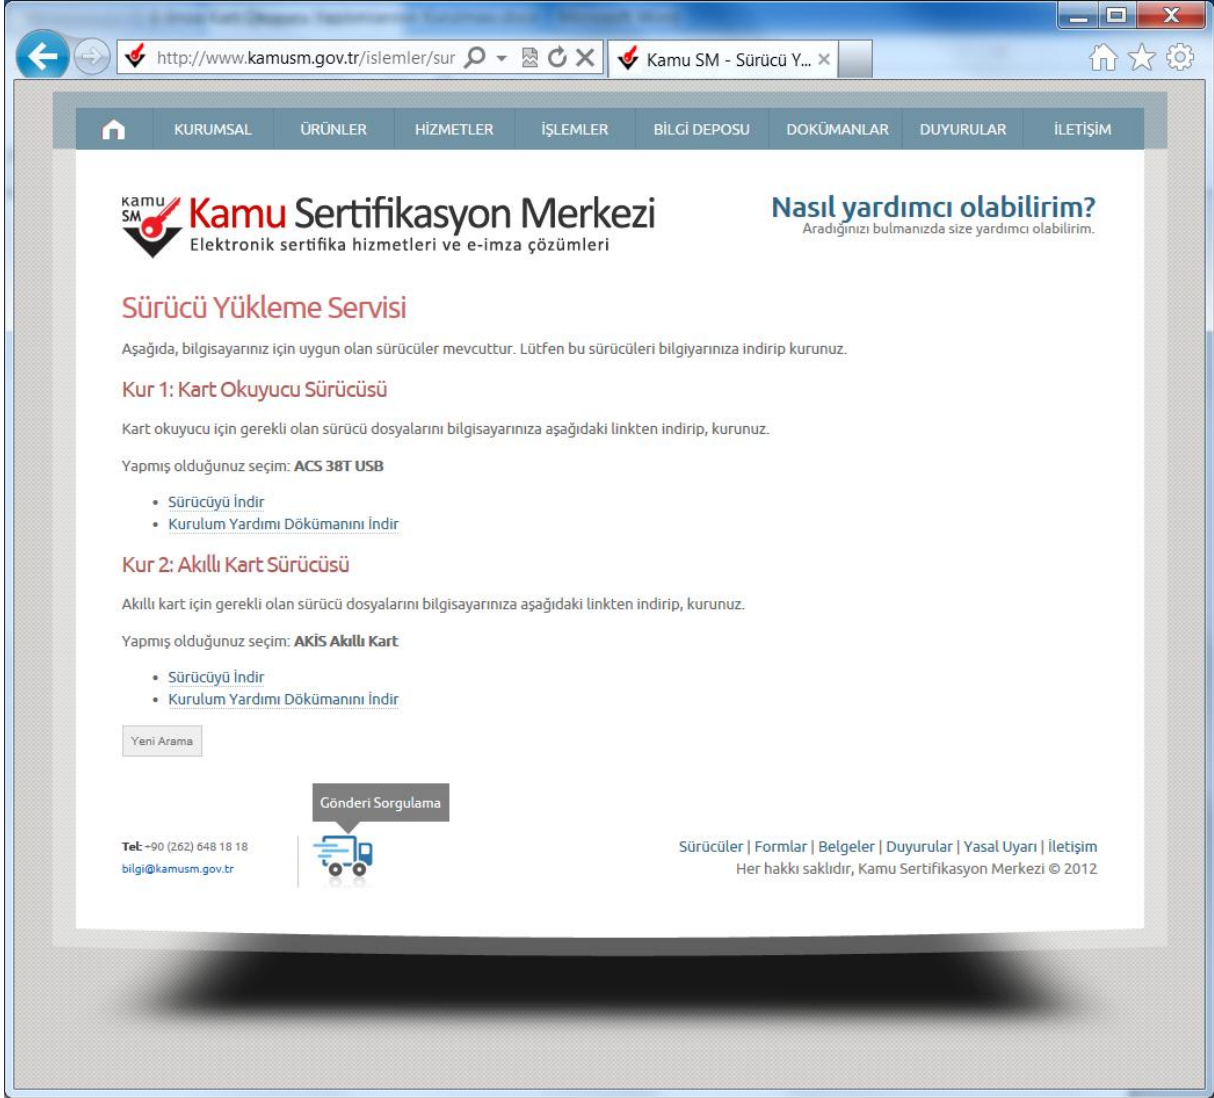 http://www.kamusm.gov.tr/islemler/sur
Kamu SM - Sürücü Y...
KURUMSAL ÜRÜNLER HİZMETLER İŞLEMLER BİLGİ DEPOSU DOKÜMANLAR DUYURULAR İLETİŞİM
kamu SM
Kamu Sertifikasyon Merkezi
Elektronik sertifika hizmetleri ve e-imza çözümleri
Nasıl yardımcı olabilirim?
Aradığınızı bulmanızda size yardımcı olabilirim.
Sürücü Yükleme Servisi
Aşağıda, bilgisayarınız için uygun olan sürücüler mevcuttur. Lütfen bu sürücüleri bilgiyarınıza indirip kurunuz.
Kur 1: Kart Okuyucu Sürücüsü
Kart okuyucu için gerekli olan sürücü dosyalarını bilgisayarınıza aşağıdaki linkten indirip, kurunuz.
Yapmış olduğunuz seçim: ACS 38T USB
• Sürücüyü İndir
• Kurulum Yardımı Dökümanını İndir
Kur 2: Akıllı Kart Sürücüsü
Akıllı kart için gerekli olan sürücü dosyalarını bilgisayarınıza aşağıdaki linkten indirip, kurunuz.
Yapmış olduğunuz seçim: AKİS Akıllı Kart
• Sürücüyü İndir
• Kurulum Yardımı Dökümanını İndir
Yeni Arama
Gönderi Sorgulama
Tel: +90 (262) 648 18 18
bilgi@kamusm.gov.tr
Sürücüler | Formlar | Belgeler | Duyurular | Yasal Uyarı | İletişim
Her hakkı saklıdır, Kamu Sertifikasyon Merkezi © 2012